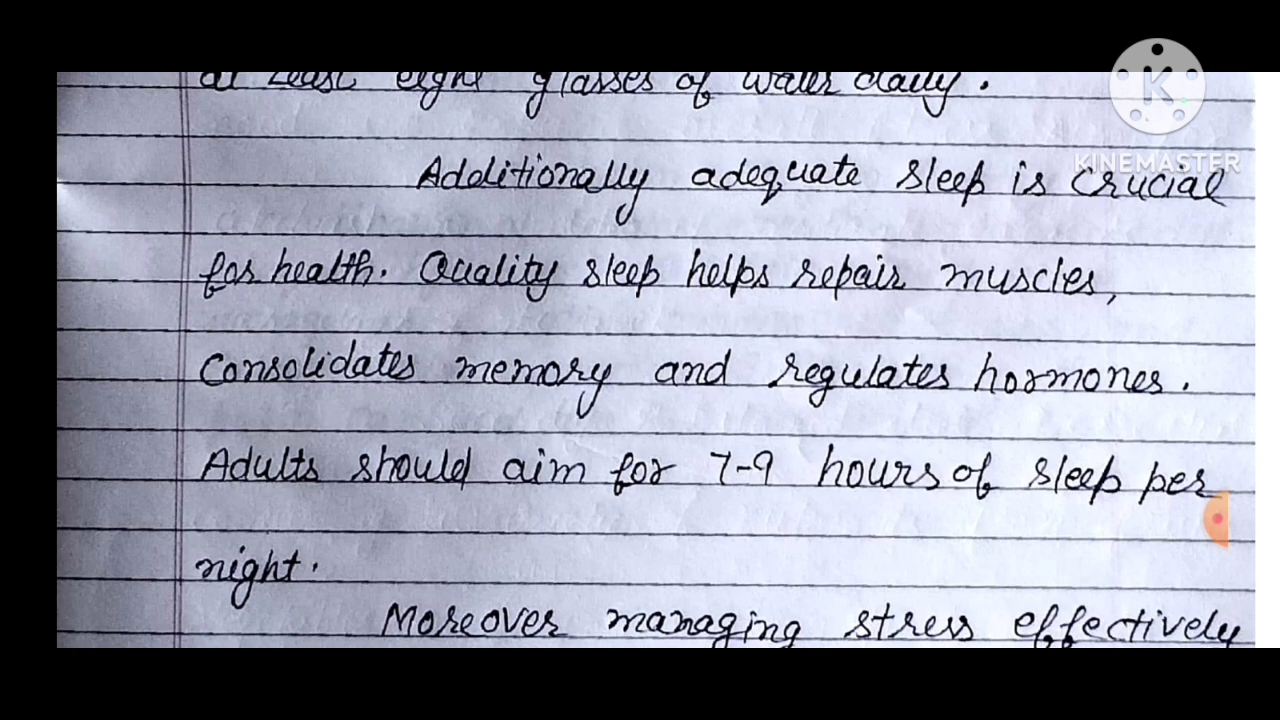 at least eight glasses of water daily.
K
KINEMASTER
Additionally adequate sleep is crucial
for health. Quality sleep helps repair muscles,
Consolidates memory and regulates hormones.
Adults should aim for 7-9 hours of sleep per
night.
Moreover managing stress effectively